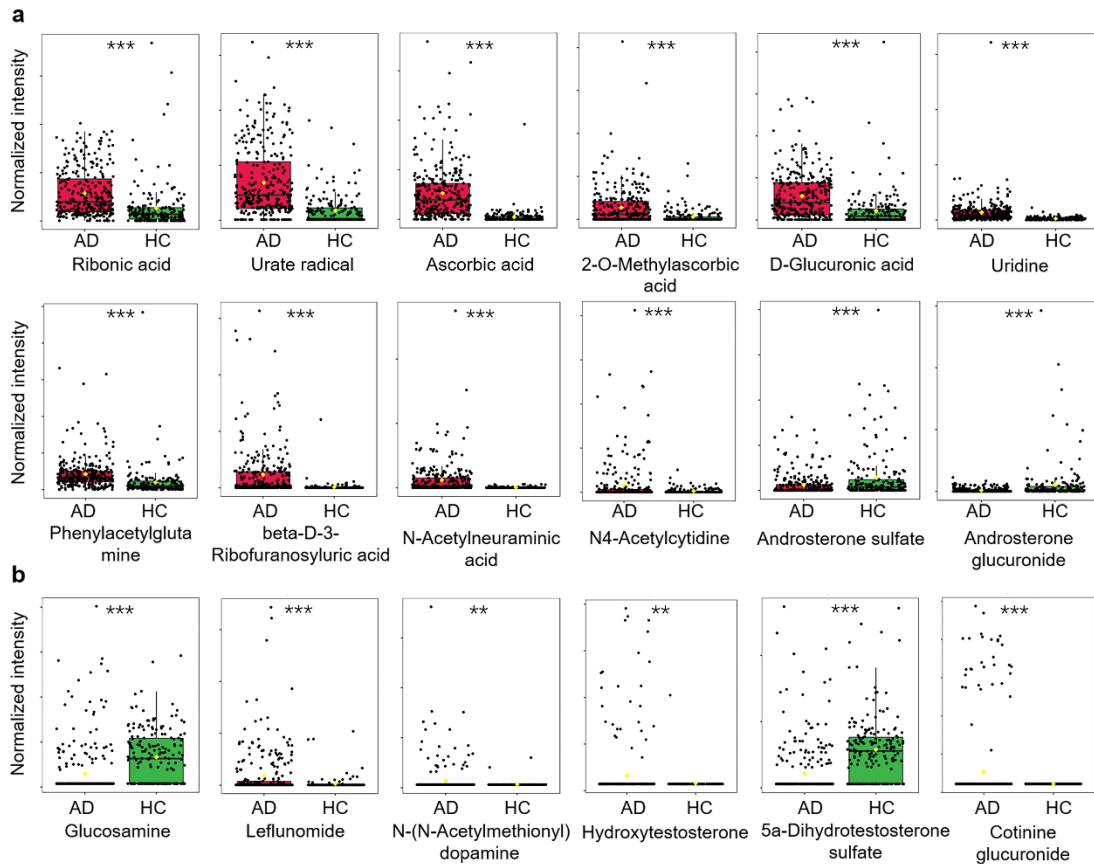 a
Normalized intensity
*** *** *** *** *** ***
AD HC AD HC AD HC AD HC AD HC AD HC
Ribonic acid Urate radical Ascorbic acid 2-O-Methylascorbic D-Glucuronic acid Uridine
acid
Normalized intensity
*** *** *** *** *** ***
AD HC AD HC AD HC AD HC AD HC AD HC
Phenylacetylgluta beta-D-3- N-Acetylneuraminic N4-Acetylcytidine Androsterone sulfate Androsterone
mine Ribofuranosyluric acid acid glucuronide
b
Normalized intensity
*** *** ** ** *** ***
AD HC AD HC AD HC AD HC AD HC AD HC
Glucosamine Leflunomide N-(N-Acetylmethionyl) Hydroxytestosterone 5a-Dihydrotestosterone Cotinine
dopamine sulfate glucuronide